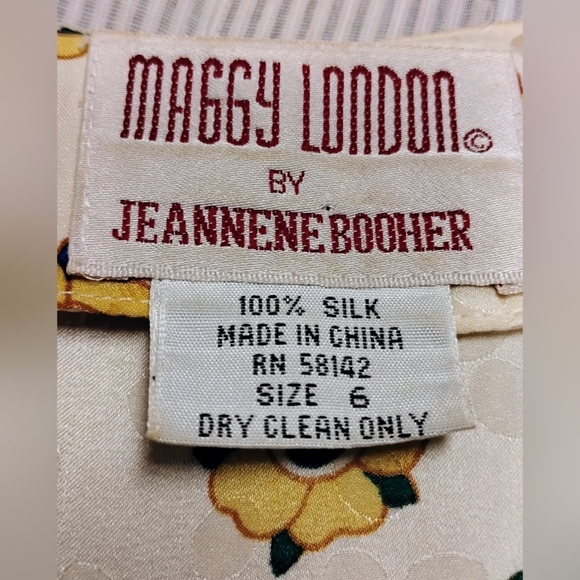 MAGGY LONDON©
BY
JEANNENE BOOHER
100% SILK
MADE IN CHINA
RN 58142
SIZE 6
DRY CLEAN ONLY